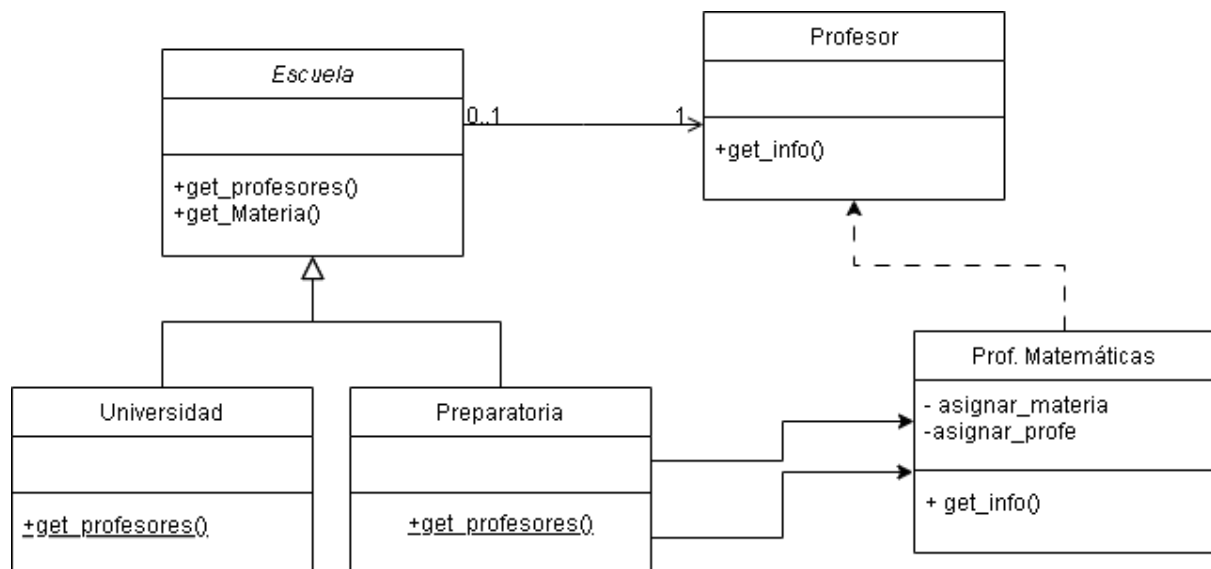 Escuela
+get_profesores()
+get_Materia()
0..1
1
Profesor
+get_info()
Universidad
+get_profesores()
Preparatoria
+get_profesores()
Prof. Matemáticas
- asignar_materia
-asignar_profe
+ get_info()